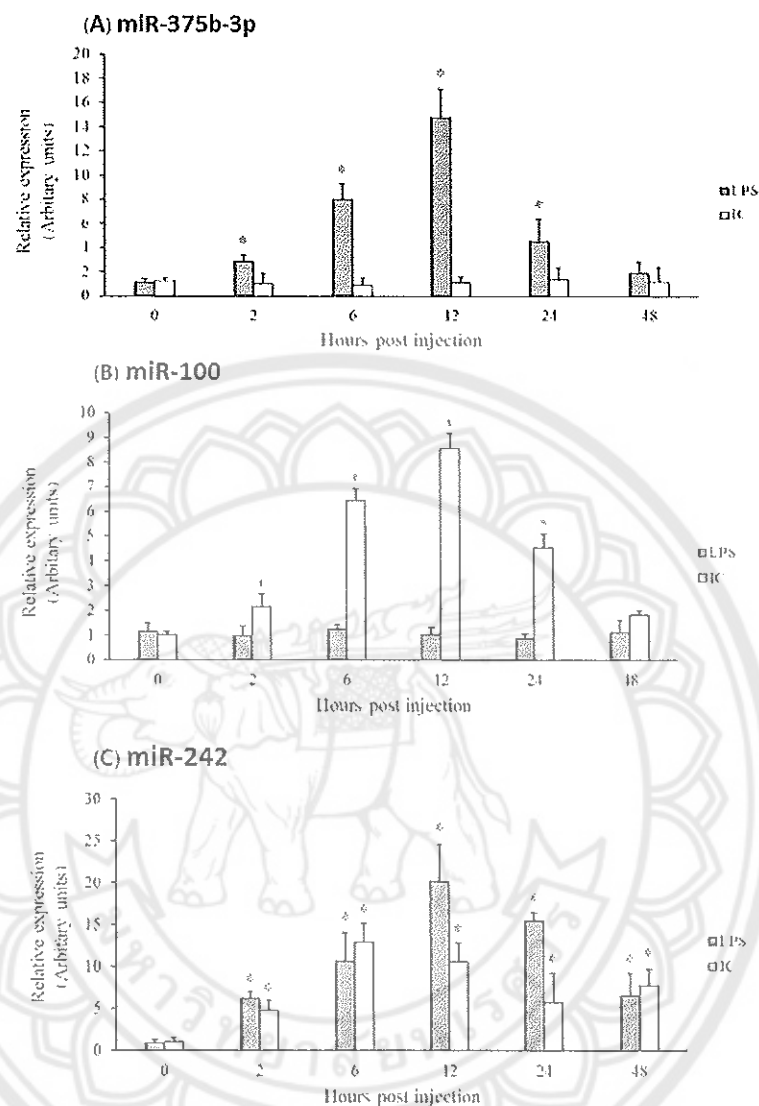 (A) miR-375b-3p
Relative expression
(Arbitary units)
20
18
16
14
12
10
8
6
4
2
0
*
*
*
*
LPS
IC
0 2 6 12 24 48
Hours post injection
(B) miR-100
Relative expression
(Arbitary units)
10
9
8
7
6
5
4
3
2
1
0
*
*
*
*
LPS
IC
0 2 6 12 24 48
Hours post injection
(C) miR-242
Relative expression
(Arbitary units)
30
25
20
15
10
5
0
* *
* *
* *
* *
* *
LPS
IC
0 2 6 12 24 48
Hours post injection